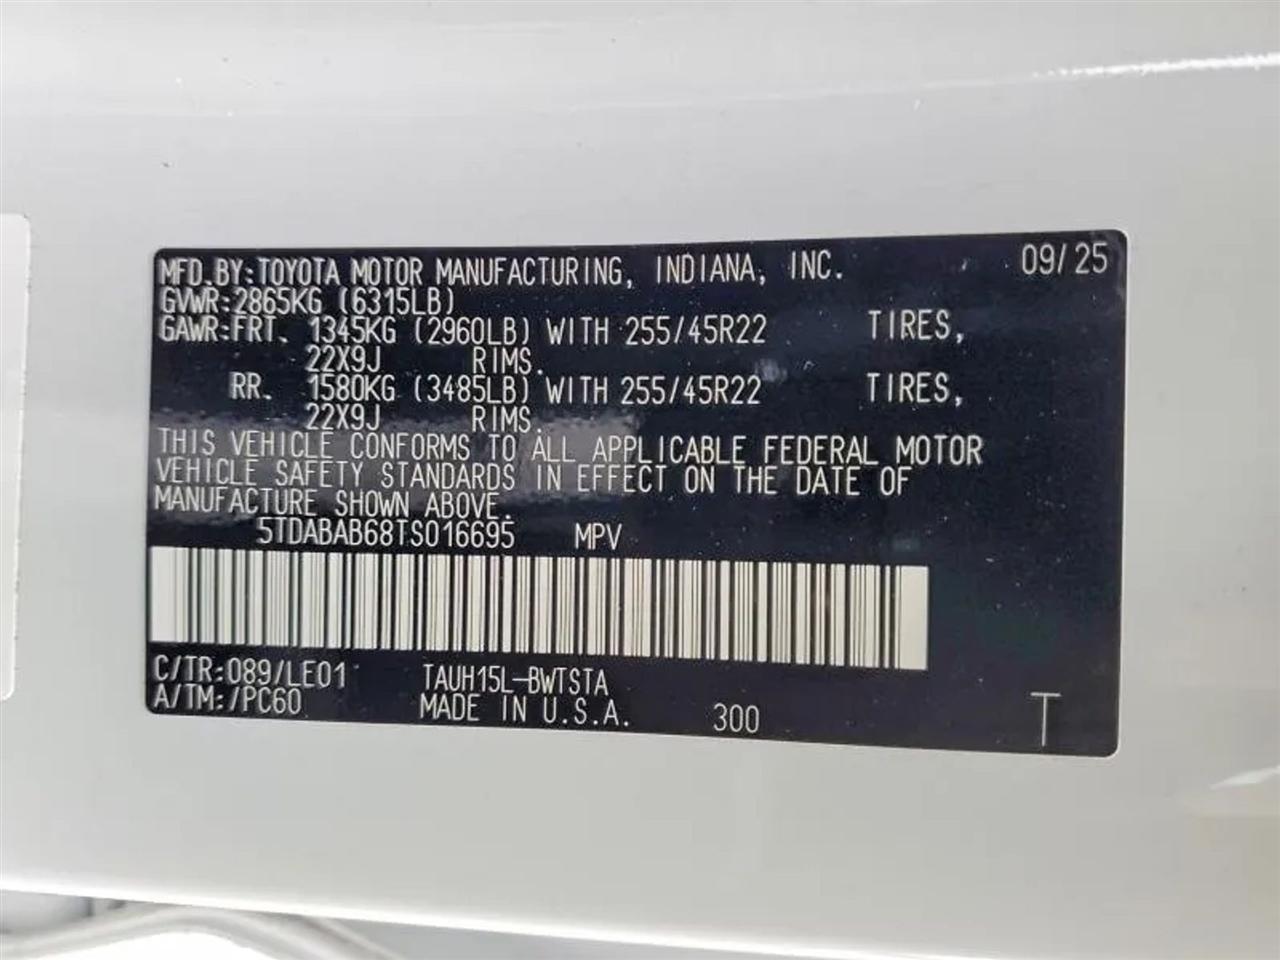 MFD.BY:TOYOTA MOTOR MANUFACTURING, INDIANA, INC. 09/25
GVWR:2865KG (6315LB)
GAWR:FRT. 1345KG (2960LB) WITH 255/45R22 TIRES,
22X9J RIMS.
RR. 1580KG (3485LB) WITH 255/45R22 TIRES,
22X9J RIMS.
THIS VEHICLE CONFORMS TO ALL APPLICABLE FEDERAL MOTOR
VEHICLE SAFETY STANDARDS IN EFFECT ON THE DATE OF
MANUFACTURE SHOWN ABOVE.
5TDABAB68TS016695 MPV
C/TR:089/LE01 TAUH15L-BWTSTA
A/TM:/PC60 MADE IN U.S.A. 300 T